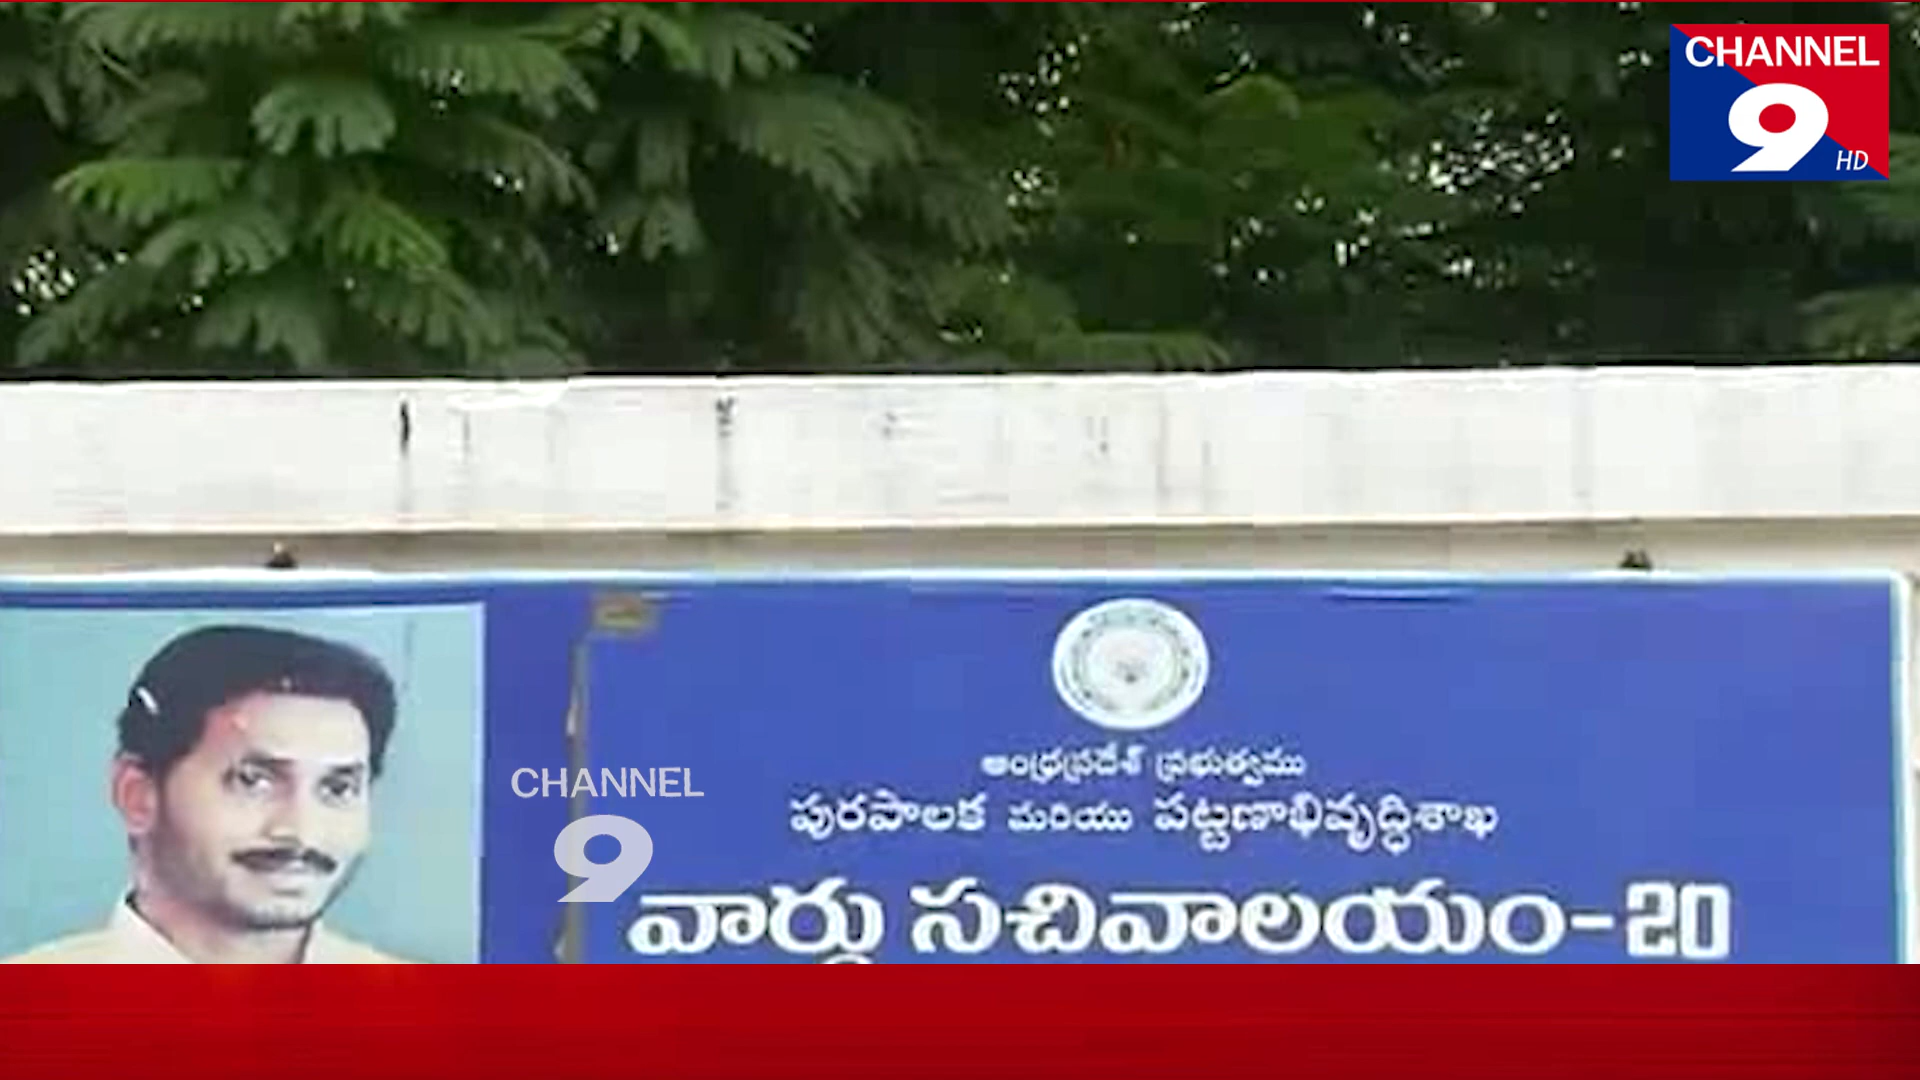 CHANNEL
9
HD
ఆంధ్రప్రదేశ్ ప్రభుత్వము
పురపాలక మరియు పట్టణాభివృద్ధిశాఖ
CHANNEL
9
వార్డు సచివాలయం-20